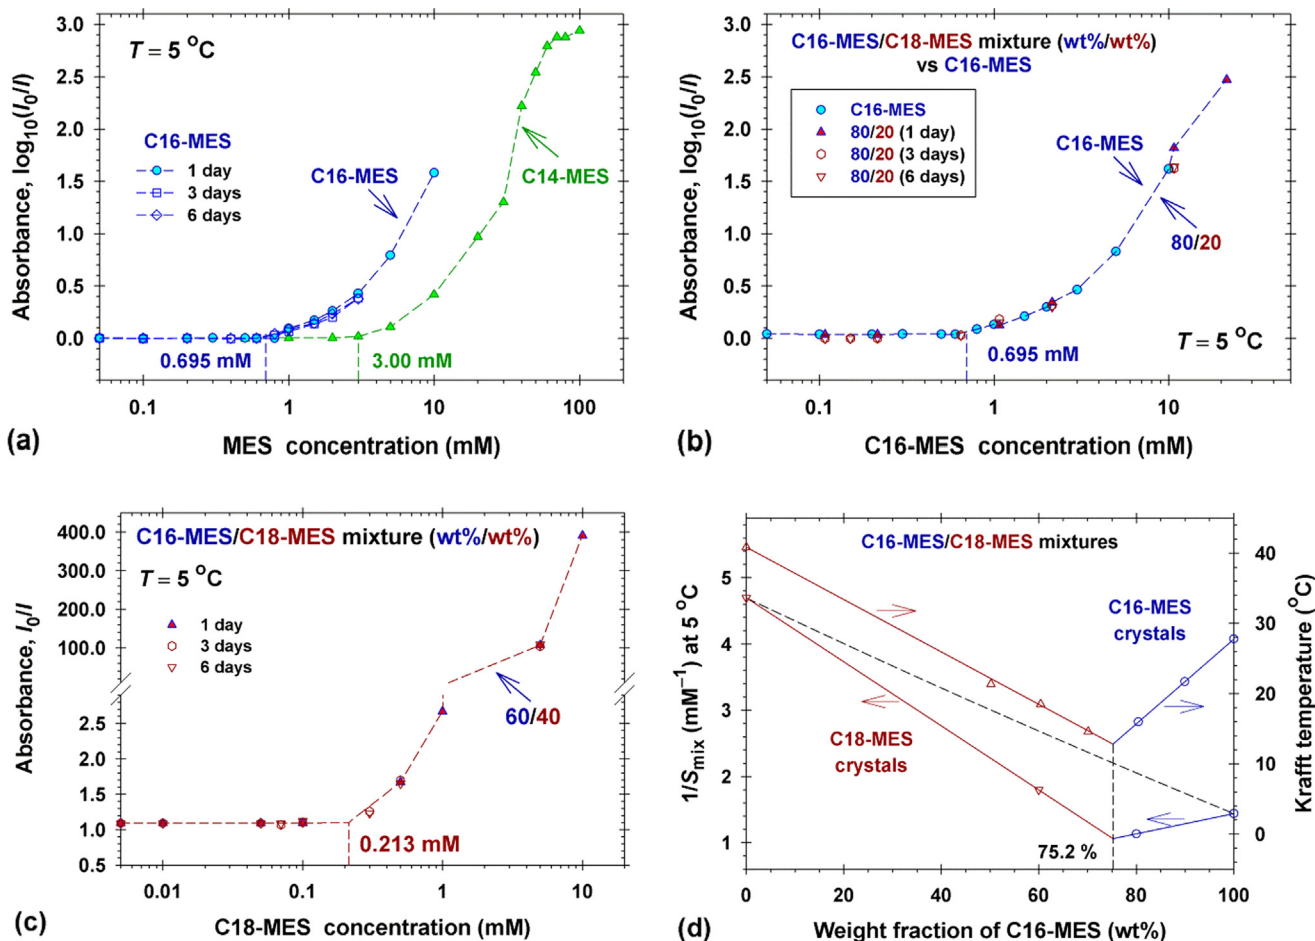 T = 5 °C
C16-MES
1 day
3 days
6 days
C16-MES
C14-MES
0.695 mM
3.00 mM
Absorbance, log10(I0/I)
3.0
2.5
2.0
1.5
1.0
0.5
0.0
0.1
1
10
100
MES concentration (mM)
(a)
C16-MES/C18-MES mixture (wt%/wt%)
vs C16-MES
C16-MES
80/20 (1 day)
80/20 (3 days)
80/20 (6 days)
C16-MES
80/20
0.695 mM
T = 5 °C
Absorbance, log10(I0/I)
3.0
2.5
2.0
1.5
1.0
0.5
0.0
0.1
1
10
C16-MES concentration (mM)
(b)
C16-MES/C18-MES mixture (wt%/wt%)
T = 5 °C
1 day
3 days
6 days
60/40
0.213 mM
Absorbance, I0/I
400.0
300.0
200.0
100.0
2.5
2.0
1.5
1.0
0.5
0.01
0.1
1
10
C18-MES concentration (mM)
(c)
C16-MES/C18-MES mixtures
C16-MES
crystals
C18-MES
crystals
75.2 %
1/Smix (mM−1) at 5 °C
5
4
3
2
1
Krafft temperature (°C)
40
30
20
10
0
0
20
40
60
80
100
Weight fraction of C16-MES (wt%)
(d)